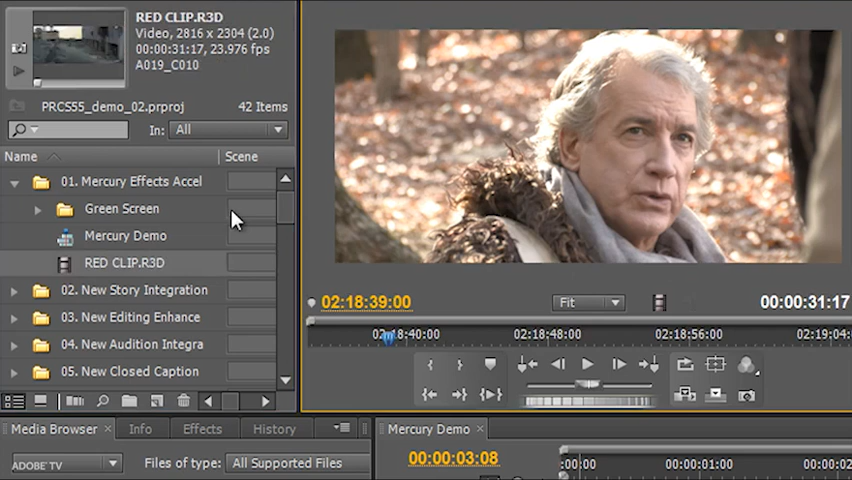 RED CLIP.R3D
Video, 2816 x 2304 (2.0)
00:00:31:17, 23.976 fps
A019_C010
PRCS55_demo_02.prproj 42 Items
In: All
Name Scene
01. Mercury Effects Accel
Green Screen
Mercury Demo
RED CLIP.R3D
02. New Story Integration
03. New Editing Enhance
04. New Audition Integra
05. New Closed Caption
02:18:39:00 Fit 00:00:31:17
02:18:40:00 02:18:48:00 02:18:56:00 02:19:04:
Media Browser Info Effects History
ADOBE TV Files of type: All Supported Files
Mercury Demo
00:00:03:08 :00:00 00:00:01:00 00:00:02:0